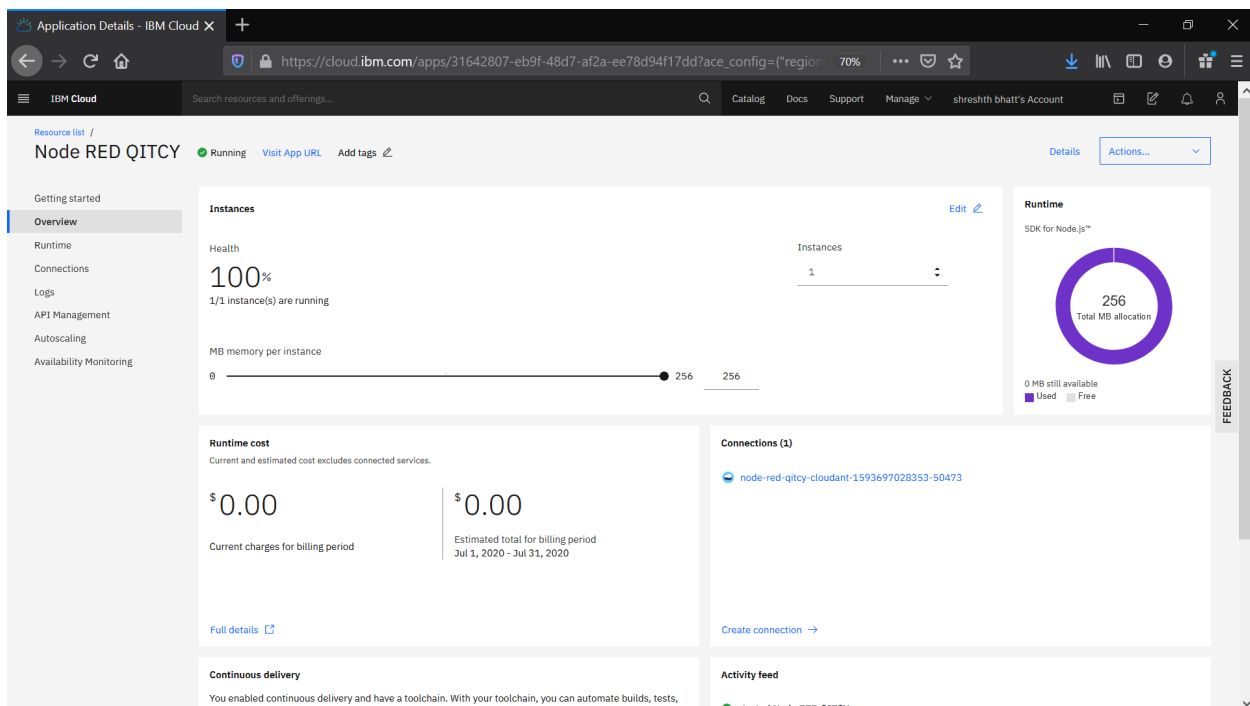 Application Details - IBM Cloud
https://cloud.ibm.com/apps/31642807-eb9f-48d7-af2a-ee78d94f17dd?ace_config={"region 70%
IBM Cloud Search resources and offerings... Catalog Docs Support Manage shreshth bhatt's Account
Resource list /
Node RED QITCY Running Visit App URL Add tags Details Actions...
Getting started
Overview
Runtime
Connections
Logs
API Management
Autoscaling
Availability Monitoring
Instances Edit
Health
100%
1/1 instance(s) are running
Instances
1
MB memory per instance
0 256 256
Runtime
SDK for Node.js™
256
Total MB allocation
0 MB still available
Used Free
FEEDBACK
Runtime cost
Current and estimated cost excludes connected services.
$0.00
Current charges for billing period
$0.00
Estimated total for billing period
Jul 1, 2020 - Jul 31, 2020
Full details
Connections (1)
node-red-qitcy-cloudant-1593697028353-50473
Create connection →
Continuous delivery
You enabled continuous delivery and have a toolchain. With your toolchain, you can automate builds, tests,
Activity feed